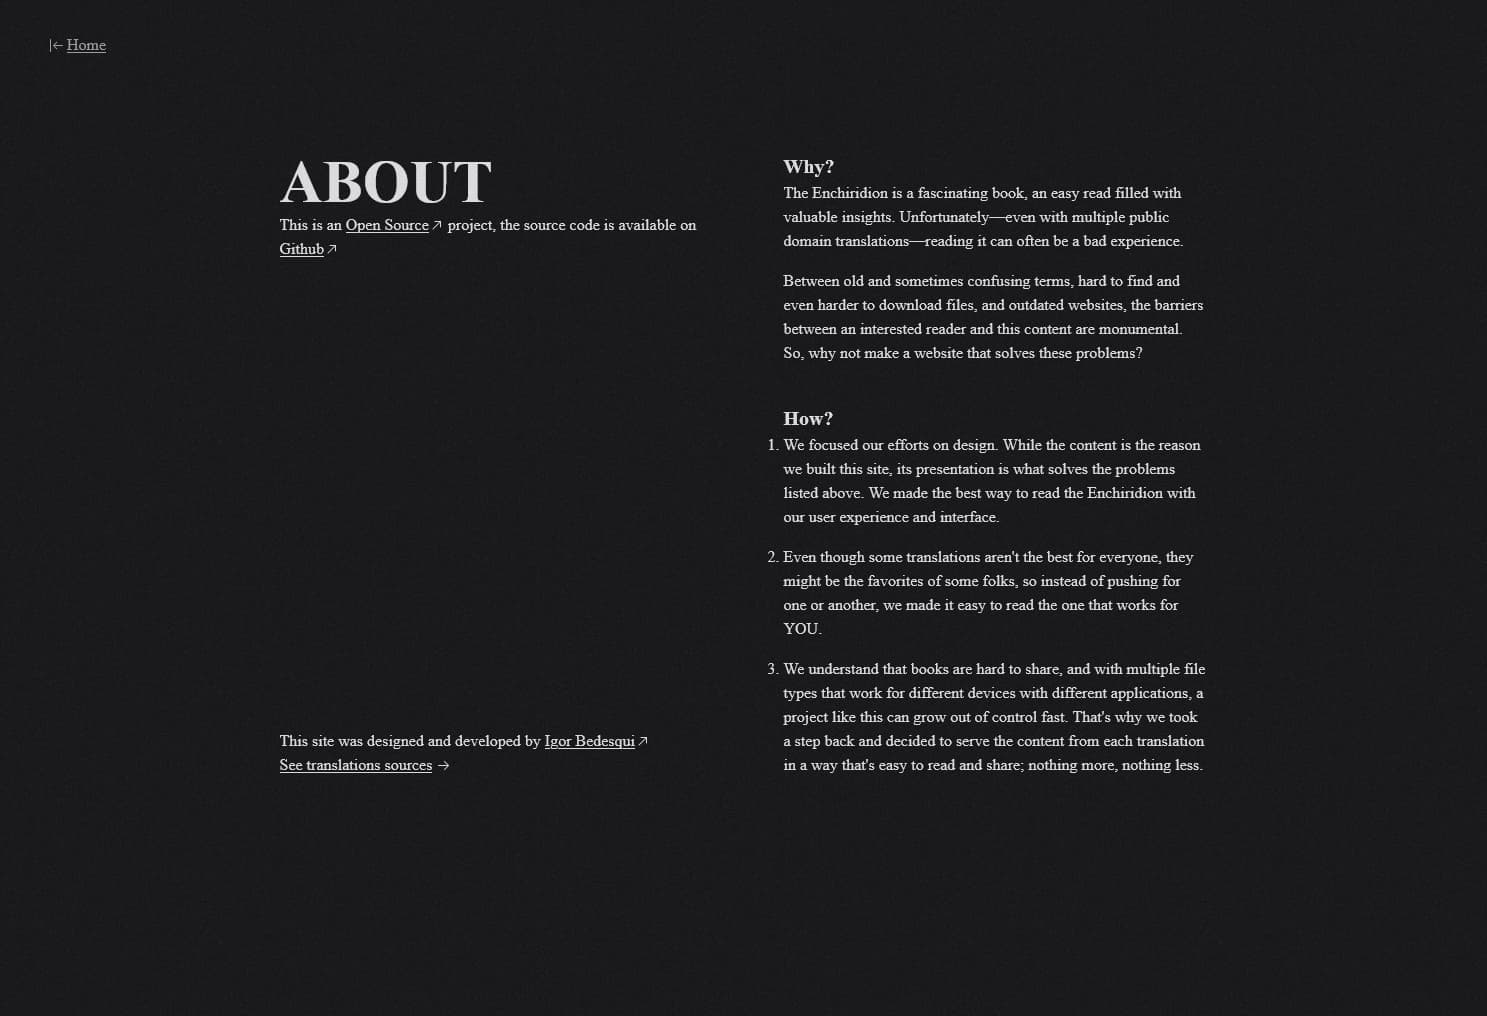 |← Home
ABOUT
This is an Open Source ↗ project, the source code is available on
Github ↗
This site was designed and developed by Igor Bedesqui ↗
See translations sources →
Why?
The Enchiridion is a fascinating book, an easy read filled with
valuable insights. Unfortunately—even with multiple public
domain translations—reading it can often be a bad experience.
Between old and sometimes confusing terms, hard to find and
even harder to download files, and outdated websites, the barriers
between an interested reader and this content are monumental.
So, why not make a website that solves these problems?
How?
1. We focused our efforts on design. While the content is the reason
we built this site, its presentation is what solves the problems
listed above. We made the best way to read the Enchiridion with
our user experience and interface.
2. Even though some translations aren't the best for everyone, they
might be the favorites of some folks, so instead of pushing for
one or another, we made it easy to read the one that works for
YOU.
3. We understand that books are hard to share, and with multiple file
types that work for different devices with different applications, a
project like this can grow out of control fast. That's why we took
a step back and decided to serve the content from each translation
in a way that's easy to read and share; nothing more, nothing less.